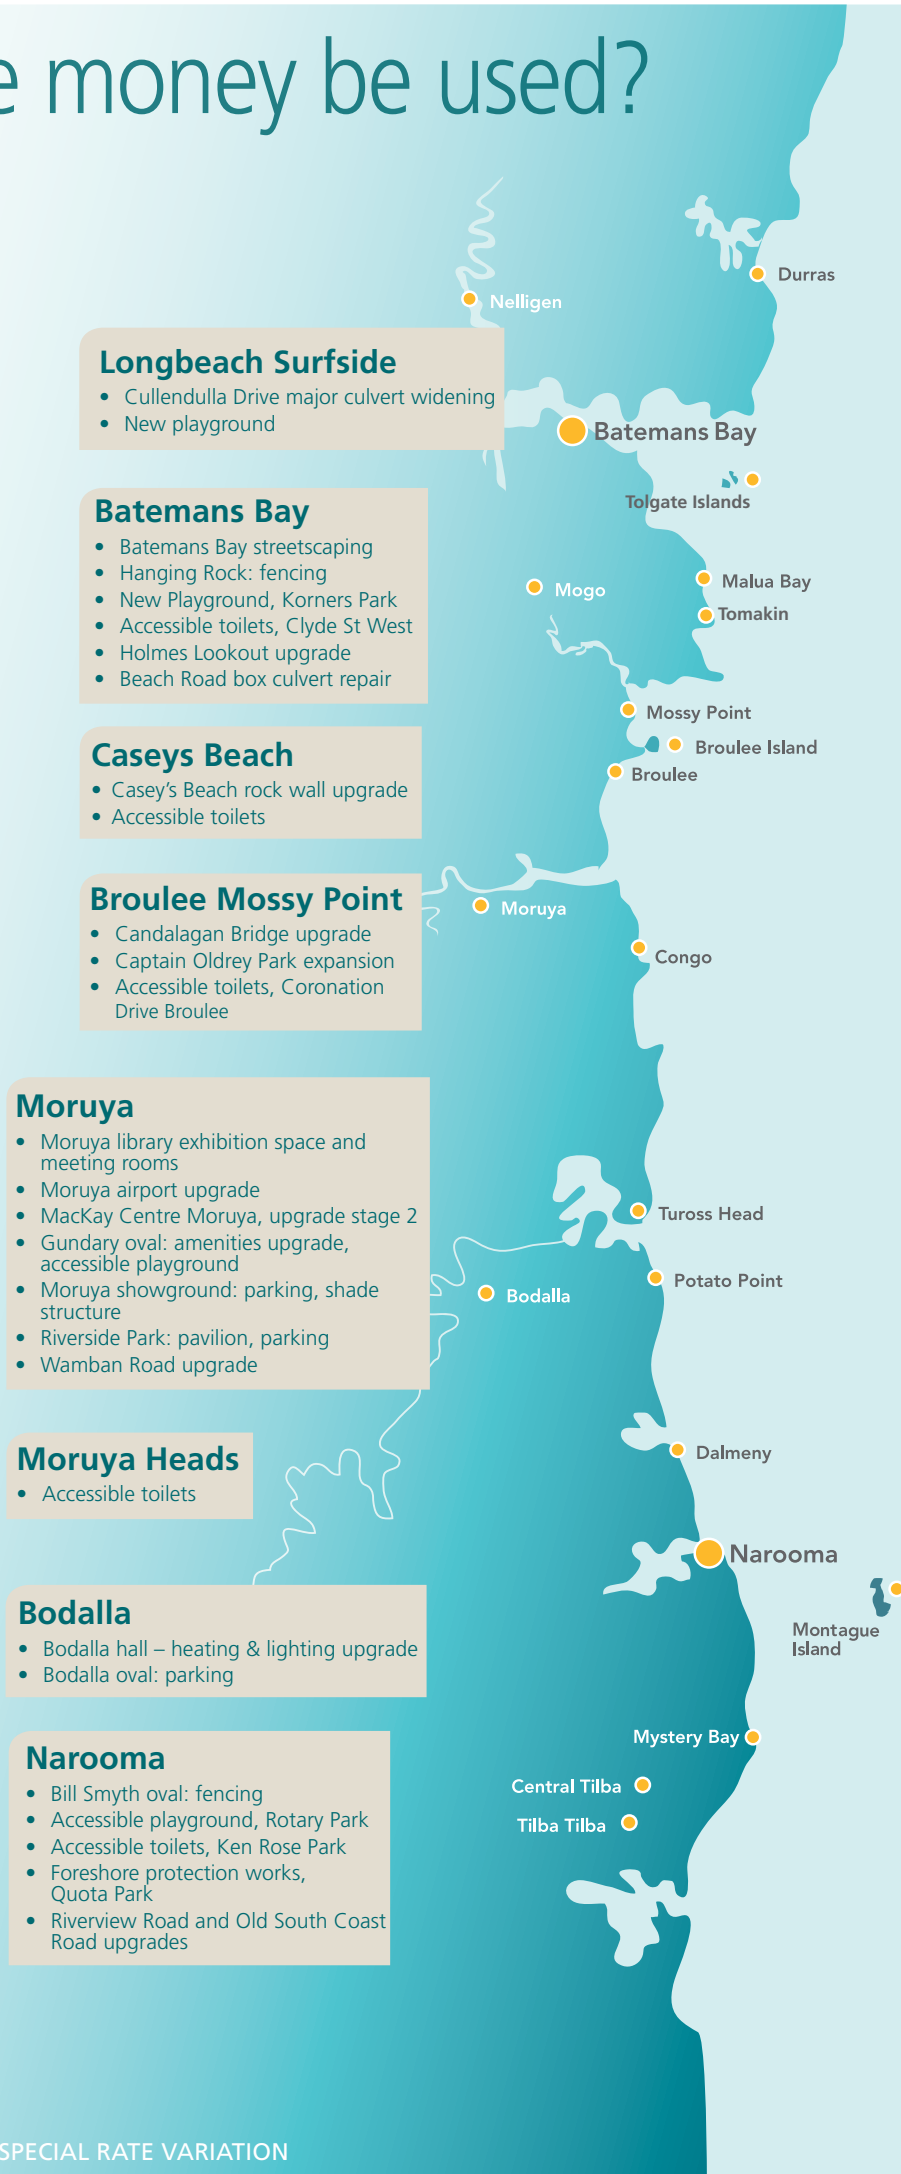 e money be used?
Durras
Nelligen
Longbeach Surfside
• Cullendulla Drive major culvert widening
• New playground
Batemans Bay
Tolgate Islands
Batemans Bay
• Batemans Bay streetscaping
• Hanging Rock: fencing
• New Playground, Korners Park
• Accessible toilets, Clyde St West
• Holmes Lookout upgrade
• Beach Road box culvert repair
Malua Bay
Mogo
Tomakin
Mossy Point
Broulee Island
Broulee
Caseys Beach
• Casey's Beach rock wall upgrade
• Accessible toilets
Broulee Mossy Point
• Candalagan Bridge upgrade
• Captain Oldrey Park expansion
• Accessible toilets, Coronation
Drive Broulee
Moruya
Congo
Moruya
• Moruya library exhibition space and
meeting rooms
• Moruya airport upgrade
• MacKay Centre Moruya, upgrade stage 2
• Gundary oval: amenities upgrade,
accessible playground
• Moruya showground: parking, shade
structure
• Riverside Park: pavilion, parking
• Wamban Road upgrade
Tuross Head
Potato Point
Bodalla
Dalmeny
Moruya Heads
• Accessible toilets
Narooma
Montague
Island
Bodalla
• Bodalla hall – heating & lighting upgrade
• Bodalla oval: parking
Mystery Bay
Central Tilba
Tilba Tilba
Narooma
• Bill Smyth oval: fencing
• Accessible playground, Rotary Park
• Accessible toilets, Ken Rose Park
• Foreshore protection works,
Quota Park
• Riverview Road and Old South Coast
Road upgrades
SPECIAL RATE VARIATION